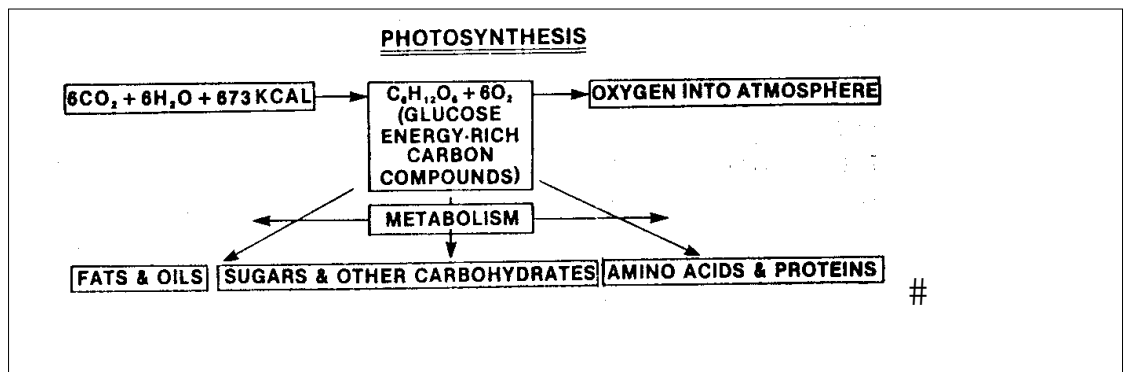 PHOTOSYNTHESIS
6CO₂ + 6H₂O + 673 KCAL
C₆H₁₂O₆ + 6O₂
(GLUCOSE
ENERGY-RICH
CARBON
COMPOUNDS)
OXYGEN INTO ATMOSPHERE
METABOLISM
FATS & OILS
SUGARS & OTHER CARBOHYDRATES
AMINO ACIDS & PROTEINS
#